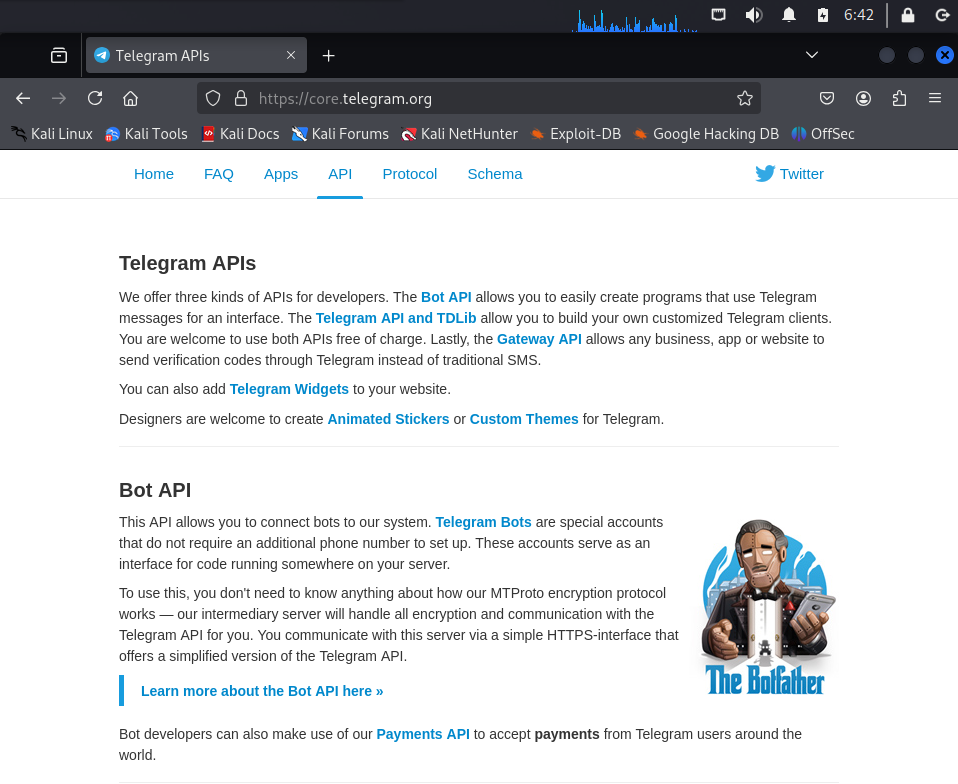 6:42
Telegram APIs
https://core.telegram.org
Kali Linux Kali Tools Kali Docs Kali Forums Kali NetHunter Exploit-DB Google Hacking DB OffSec
Home FAQ Apps API Protocol Schema Twitter
Telegram APIs
We offer three kinds of APIs for developers. The Bot API allows you to easily create programs that use Telegram
messages for an interface. The Telegram API and TDLib allow you to build your own customized Telegram clients.
You are welcome to use both APIs free of charge. Lastly, the Gateway API allows any business, app or website to
send verification codes through Telegram instead of traditional SMS.
You can also add Telegram Widgets to your website.
Designers are welcome to create Animated Stickers or Custom Themes for Telegram.
Bot API
This API allows you to connect bots to our system. Telegram Bots are special accounts
that do not require an additional phone number to set up. These accounts serve as an
interface for code running somewhere on your server.
To use this, you don't need to know anything about how our MTProto encryption protocol
works — our intermediary server will handle all encryption and communication with the
Telegram API for you. You communicate with this server via a simple HTTPS-interface that
offers a simplified version of the Telegram API.
The Botfather
Learn more about the Bot API here »
Bot developers can also make use of our Payments API to accept payments from Telegram users around the
world.